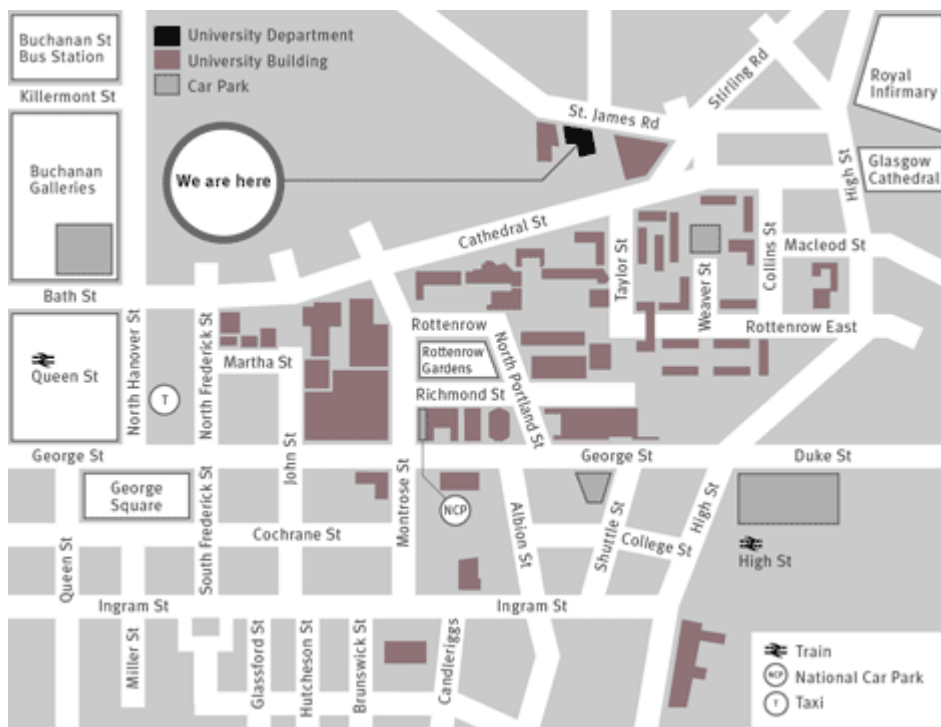 Buchanan St
Bus Station
Killermont St
Buchanan
Galleries
Bath St
University Department
University Building
Car Park
We are here
St. James Rd
Stirling Rd
Royal
Infirmary
Glasgow
Cathedral
High St
Cathedral St
Taylor St
Weaver St
Collins St
Macleod St
Rottenrow East
Rottenrow
Rottenrow
Gardens
Richmond St
North Portland St
North Hanover St
North Frederick St
Martha St
Queen St
T
George St
John St
George
Square
South Frederick St
Cochrane St
Montrose St
NCP
Albion St
George St
Duke St
Shuttle St
College St
High St
High St
Queen St
Ingram St
Ingram St
Miller St
Glassford St
Hutcheson St
Brunswick St
Candleriggs
Train
NCP
National Car Park
T
Taxi